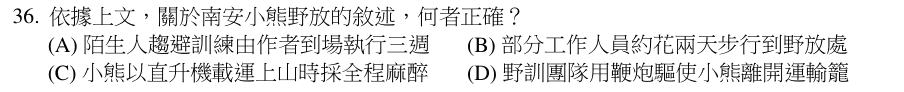 36. 依據上文，關於南安小熊野放的敘述，何者正確？
(A) 陌生人趨避訓練由作者到場執行三週 (B) 部分工作人員約花兩天步行到野放處
(C) 小熊以直升機載運上山時採全程麻醉 (D) 野訓團隊用鞭炮驅使小熊離開運輸籠